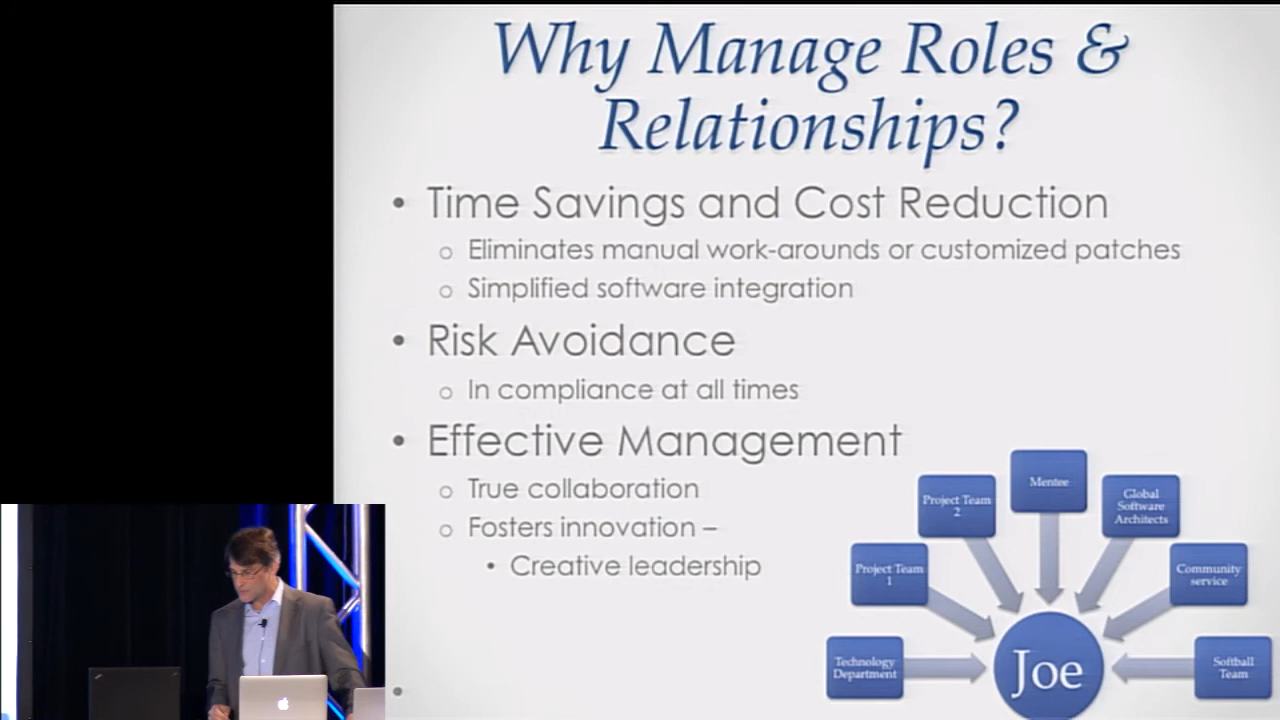 Why Manage Roles &
Relationships?
• Time Savings and Cost Reduction
o Eliminates manual work-arounds or customized patches
o Simplified software integration
• Risk Avoidance
o In compliance at all times
• Effective Management
o True collaboration
o Fosters innovation –
• Creative leadership
•
Technology
Department
Project Team
1
Project Team
2
Mentee
Global
Software
Architects
Community
service
Softball
Team
Joe